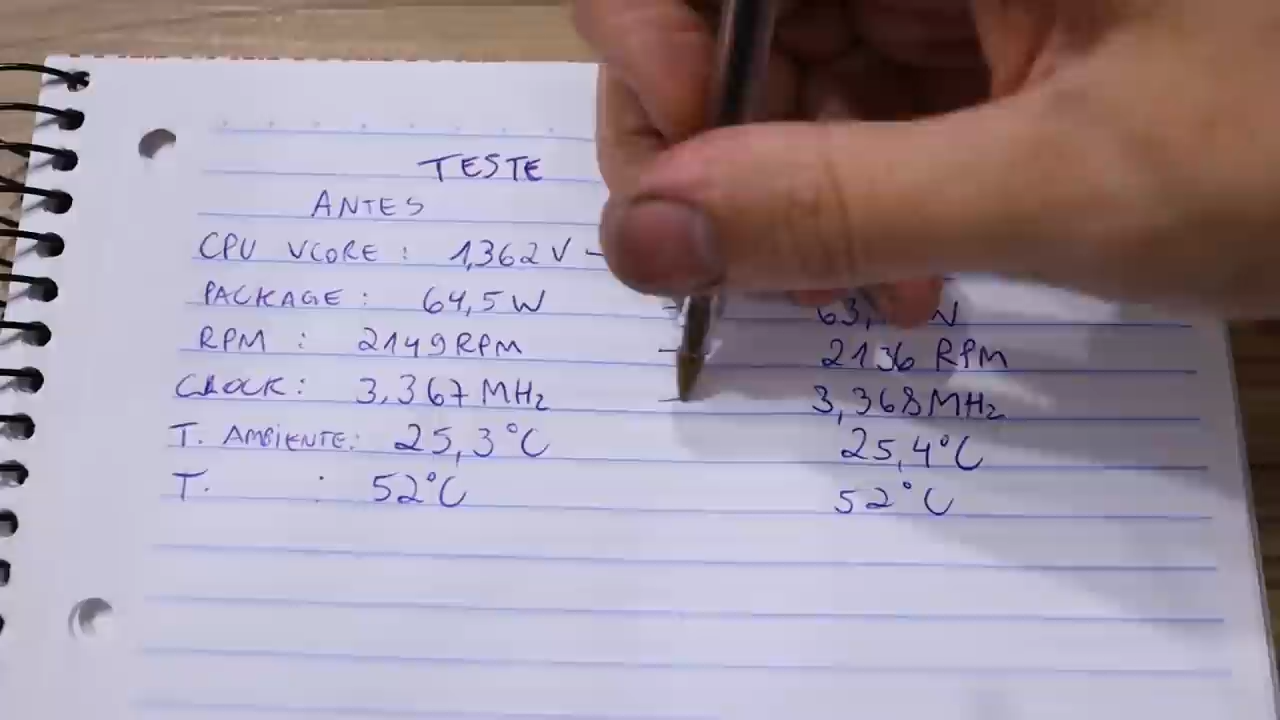 TESTE
ANTES
CPU VCORE : 1,362 V -
PACKAGE : 64,5 W - W
RPM : 2149 RPM - 2136 RPM
CLOCK : 3,367 MHz - 3,368 MHz
T. AMBIENTE: 25,3°C 25,4°C
T. : 52°C 52°C